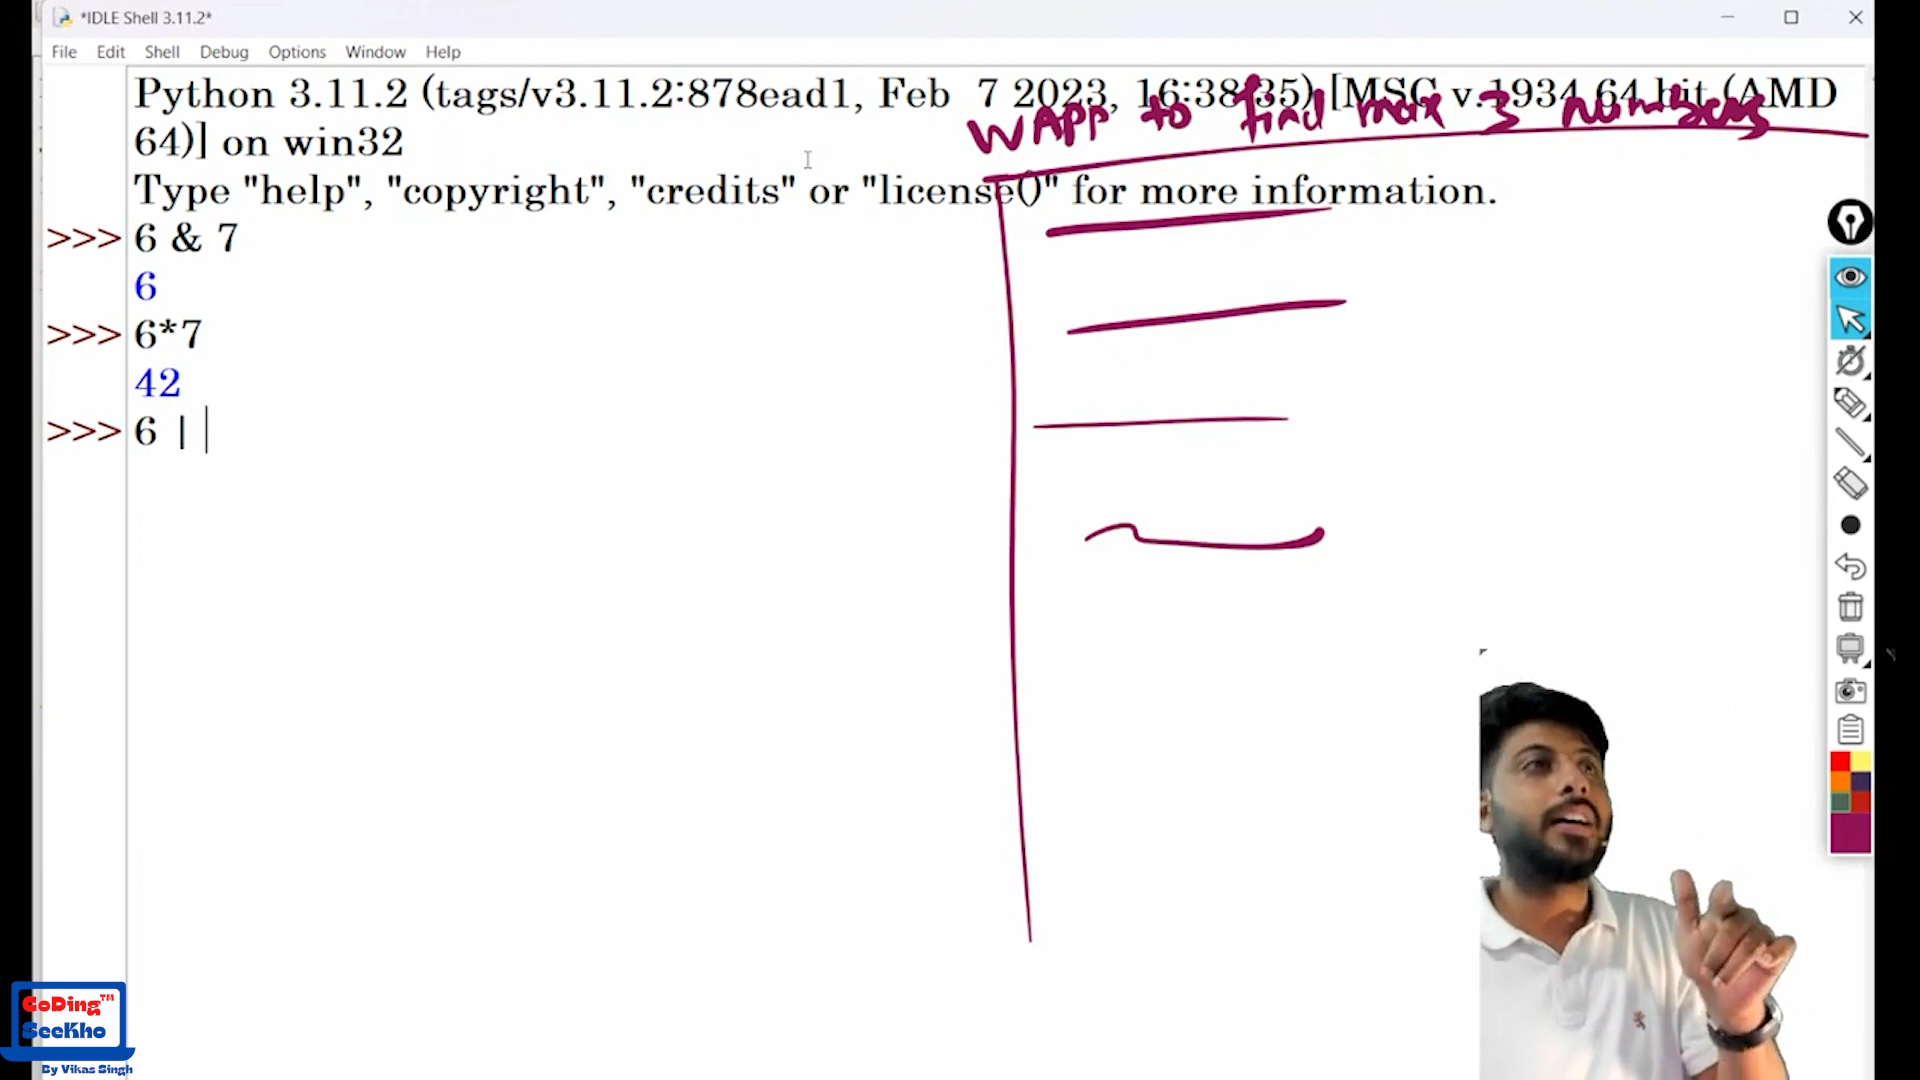 *IDLE Shell 3.11.2*
File Edit Shell Debug Options Window Help
Python 3.11.2 (tags/v3.11.2:878ead1, Feb 7 2023, 16:38:35) [MSC v.1934 64 bit (AMD
64)] on win32
WAPP to find max 3 numbers
Type "help", "copyright", "credits" or "license()" for more information.
>>> 6 & 7
6
>>> 6*7
42
>>> 6 |
CoDing™
SeeKho
By Vikas Singh